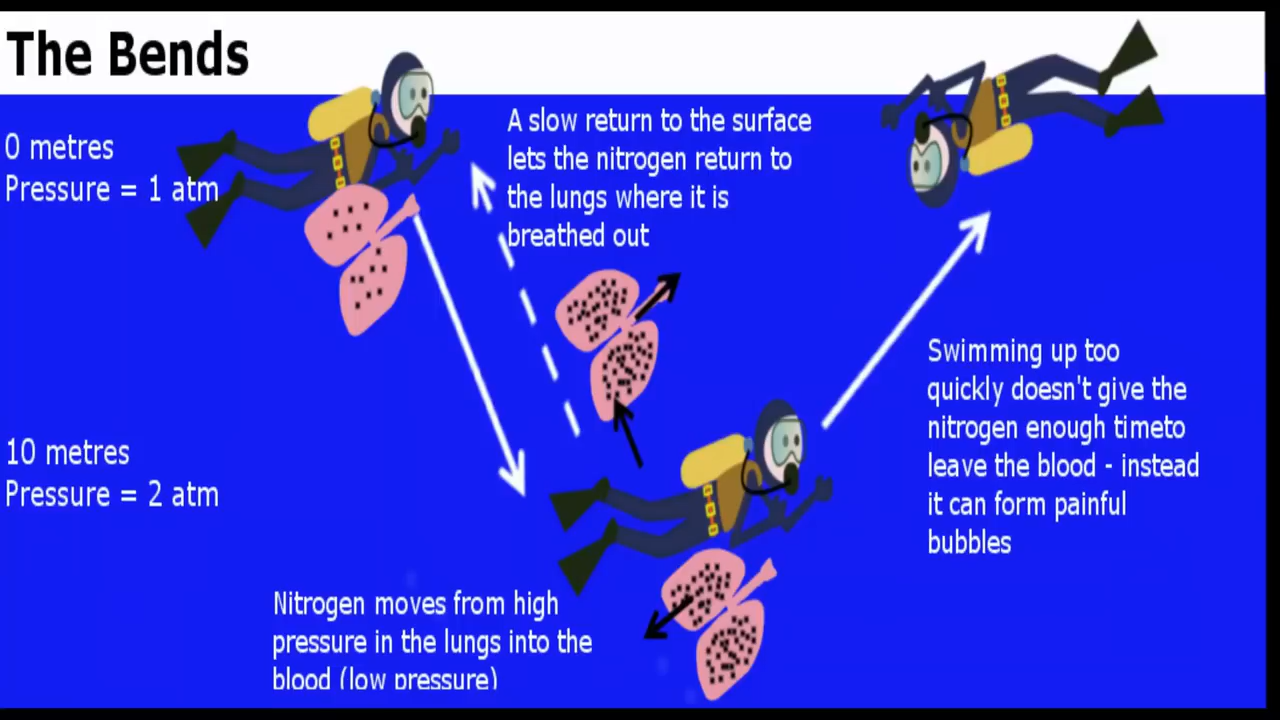 The Bends
0 metres
Pressure = 1 atm
A slow return to the surface
lets the nitrogen return to
the lungs where it is
breathed out
Swimming up too
quickly doesn't give the
nitrogen enough timeto
leave the blood - instead
it can form painful
bubbles
10 metres
Pressure = 2 atm
Nitrogen moves from high
pressure in the lungs into the
blood (low pressure)